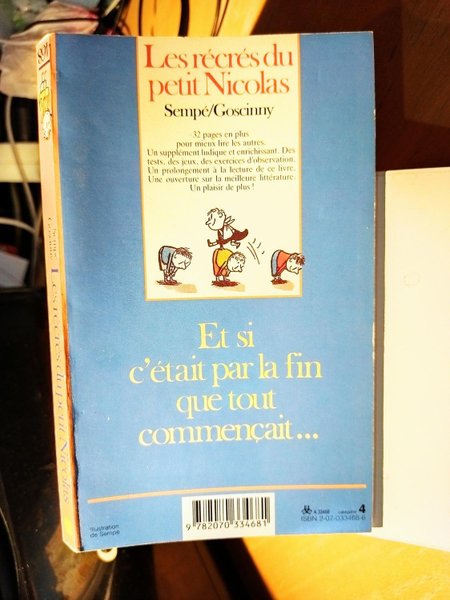 Les récrés du
petit Nicolas
Sempé/Goscinny
32 pages en plus
pour mieux lire les autres.
Un supplément ludique et enrichissant. Des
tests, des jeux, des exercices d'observation.
Un prolongement à la lecture de ce livre.
Une ouverture sur la meilleure littérature.
Un plaisir de plus !
Et si
c'était par la fin
que tout
commençait...
Illustration
de Sempé
9 782070 334681
A 33468
catégorie 4
ISBN 2-07-033468-6
Les récrés du petit Nicolas